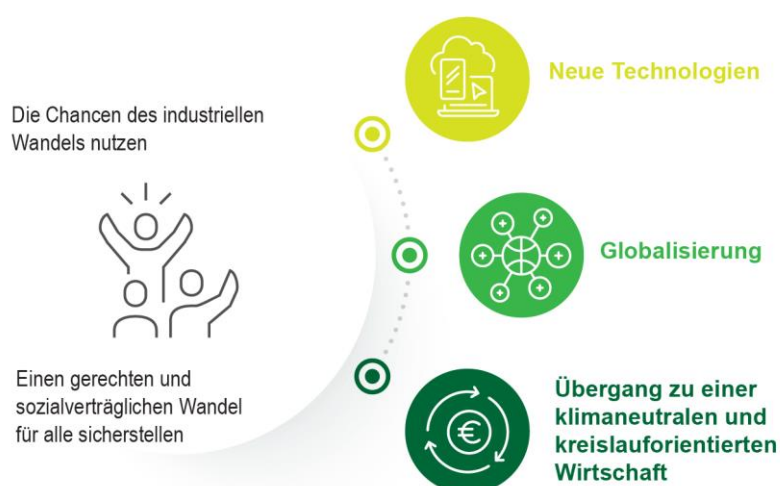 Die Chancen des industriellen
Wandels nutzen
Einen gerechten und
sozialverträglichen Wandel
für alle sicherstellen
Neue Technologien
Globalisierung
€
Übergang zu einer
klimaneutralen und
kreislauforientierten
Wirtschaft